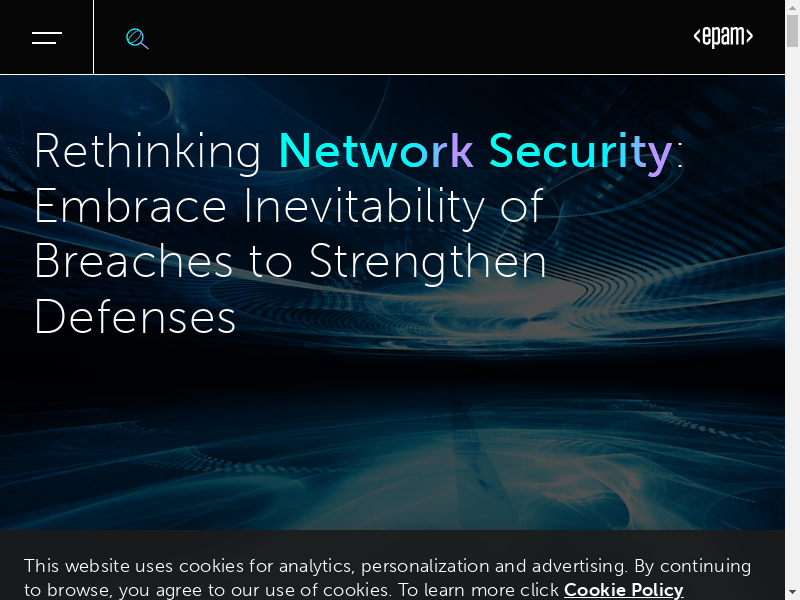 <epam>
Rethinking Network Security:
Embrace Inevitability of
Breaches to Strengthen
Defenses
This website uses cookies for analytics, personalization and advertising. By continuing
to browse, you agree to our use of cookies. To learn more click Cookie Policy